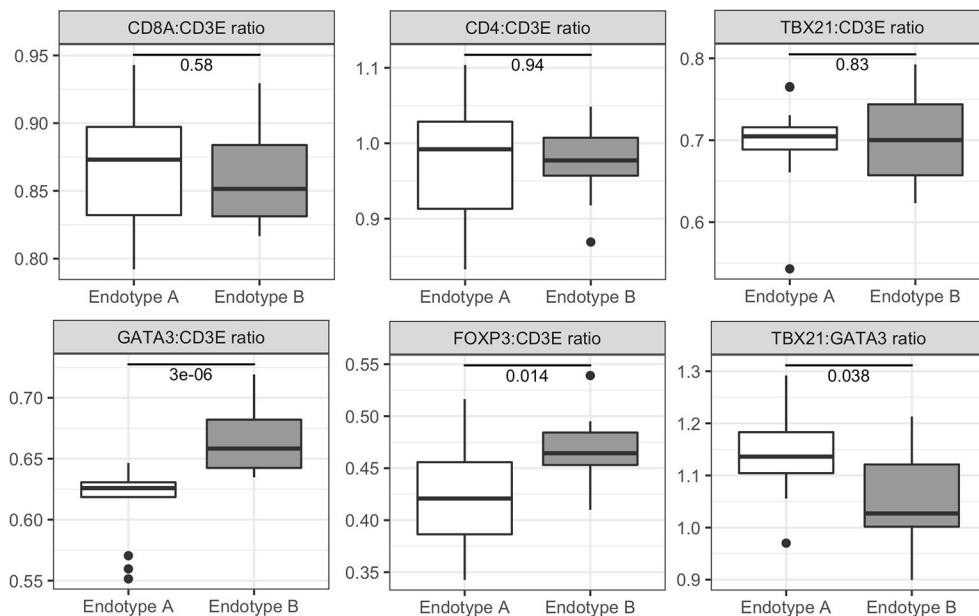 CD8A:CD3E ratio
0.95
0.90
0.85
0.80
0.58
Endotype A Endotype B
CD4:CD3E ratio
1.1
1.0
0.9
0.94
Endotype A Endotype B
TBX21:CD3E ratio
0.8
0.7
0.6
0.83
Endotype A Endotype B
GATA3:CD3E ratio
0.70
0.65
0.60
0.55
3e-06
Endotype A Endotype B
FOXP3:CD3E ratio
0.55
0.50
0.45
0.40
0.35
0.014
Endotype A Endotype B
TBX21:GATA3 ratio
1.3
1.2
1.1
1.0
0.9
0.038
Endotype A Endotype B